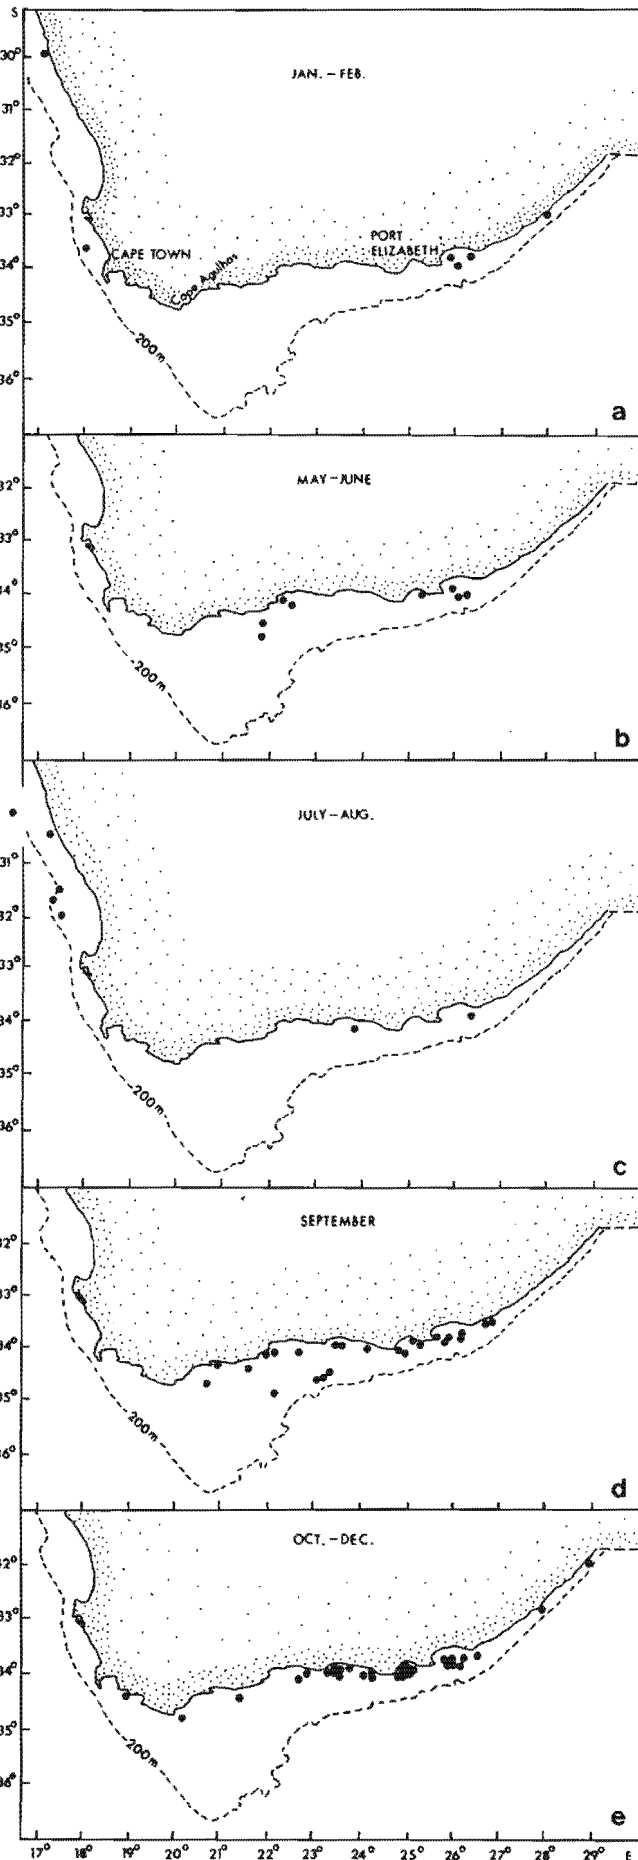 S
30°
JAN. – FEB.
31°
32°
33°
PORT
CAPE TOWN
ELIZABETH
34°
Cape Agulhas
35°
200m
36°
a
32°
MAY – JUNE
33°
34°
35°
200m
36°
b
JULY – AUG.
31°
32°
33°
34°
35°
200m
36°
c
SEPTEMBER
32°
33°
34°
35°
200m
36°
d
OCT. – DEC.
32°
33°
34°
35°
200m
36°
e
17° 18° 19° 20° 21° 22° 23° 24° 25° 26° 27° 28° 29° E